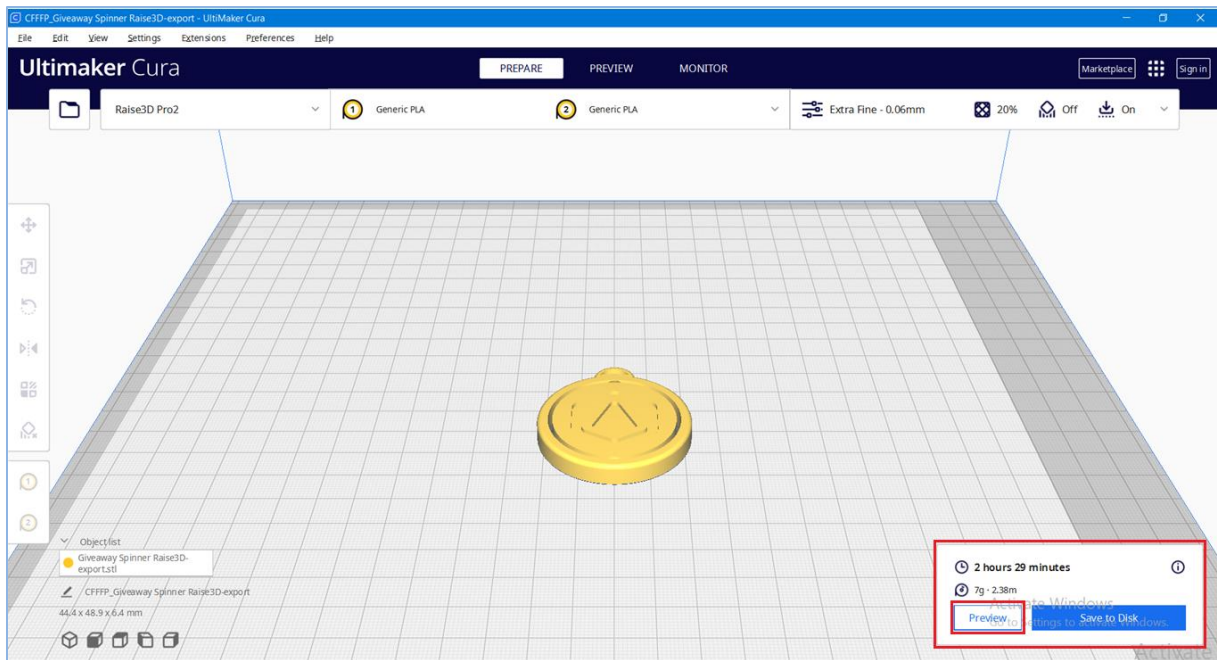 CFFFP_Giveaway Spinner Raise3D-export - UltiMaker Cura
File Edit View Settings Extensions Preferences Help
Ultimaker Cura
PREPARE PREVIEW MONITOR
Marketplace
Sign in
Raise3D Pro2
1 Generic PLA
2 Generic PLA
Extra Fine - 0.06mm
20%
Off
On
1
2
Object list
Giveaway Spinner Raise3D-
export.stl
CFFFP_Giveaway Spinner Raise3D-export
44.4 x 48.9 x 6.4 mm
2 hours 29 minutes
7g · 2.38m
Activate Windows
Go to Settings to activate Windows.
Preview
Save to Disk
Activate